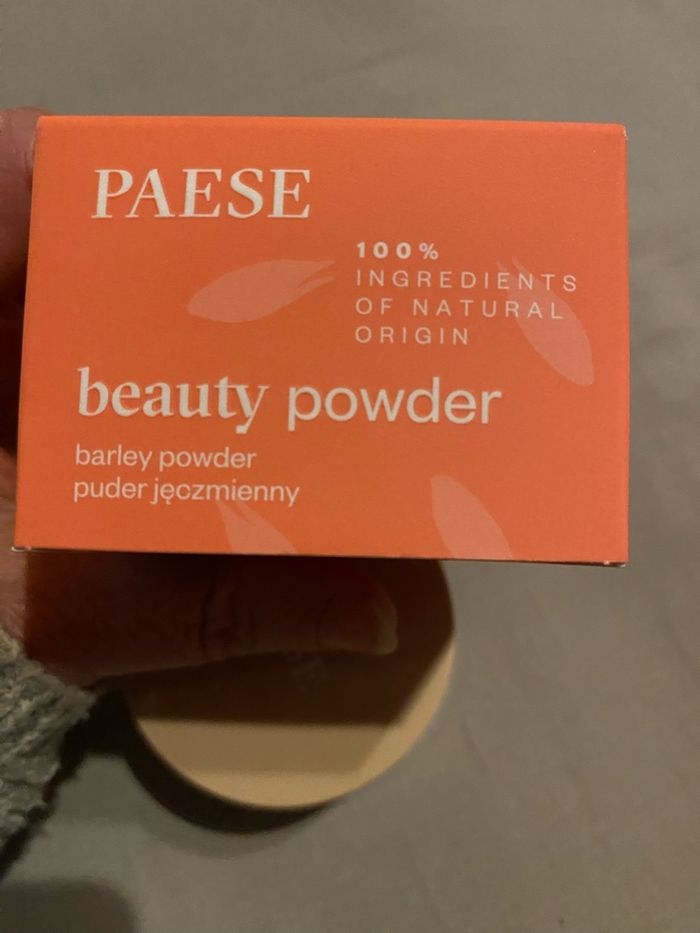 PAESE
100%
INGREDIENTS
OF NATURAL
ORIGIN
beauty powder
barley powder
puder jęczmienny